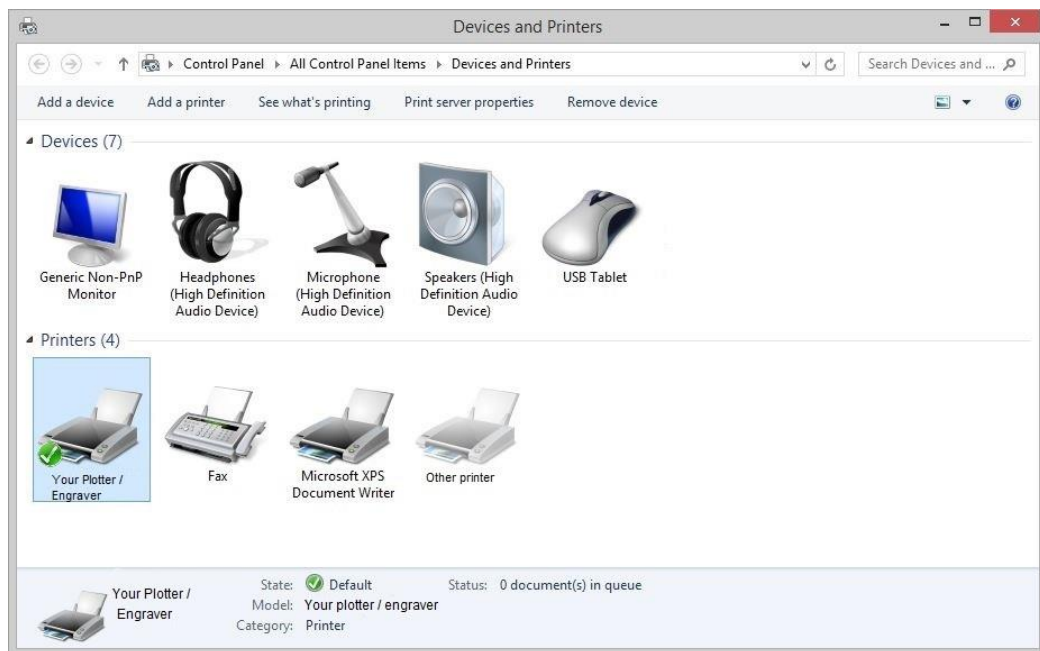 Devices and Printers
Control Panel
All Control Panel Items
Devices and Printers
Search Devices and ...
Add a device
Add a printer
See what's printing
Print server properties
Remove device
Devices (7)
Generic Non-PnP
Monitor
Headphones
(High Definition
Audio Device)
Microphone
(High Definition
Audio Device)
Speakers (High
Definition Audio
Device)
USB Tablet
Printers (4)
Your Plotter /
Engraver
Fax
Microsoft XPS
Document Writer
Other printer
Your Plotter /
Engraver
State: Default
Status: 0 document(s) in queue
Model: Your plotter / engraver
Category: Printer